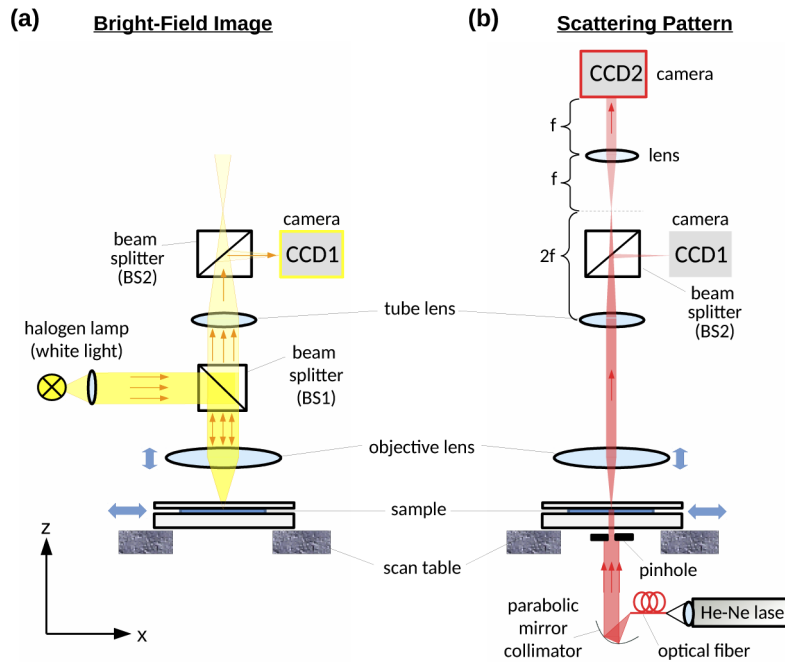 (a)
Bright-Field Image
camera
beam
splitter
(BS2)
CCD1
tube lens
halogen lamp
(white light)
beam
splitter
(BS1)
objective lens
sample
scan table
z
x
(b)
Scattering Pattern
CCD2
camera
f
lens
f
camera
2f
CCD1
beam
splitter
(BS2)
pinhole
parabolic
mirror
collimator
He-Ne lase
optical fiber